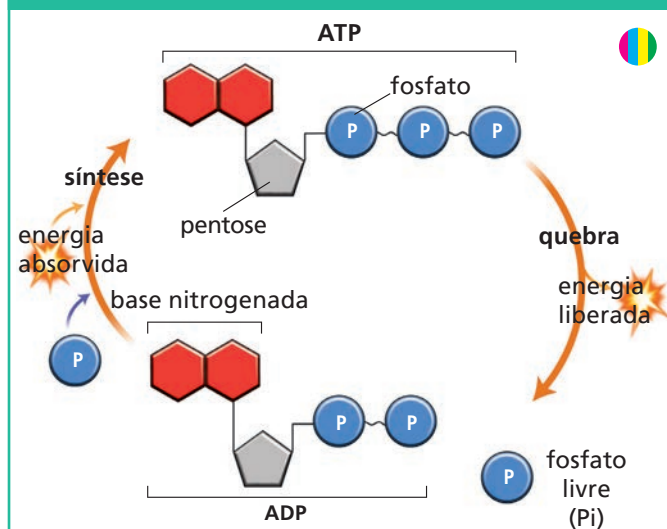 ATP
fosfato
P
P
P
síntese
pentose
energia
absorvida
quebra
energia
liberada
base nitrogenada
P
P
P
P
fosfato
livre
(Pi)
ADP